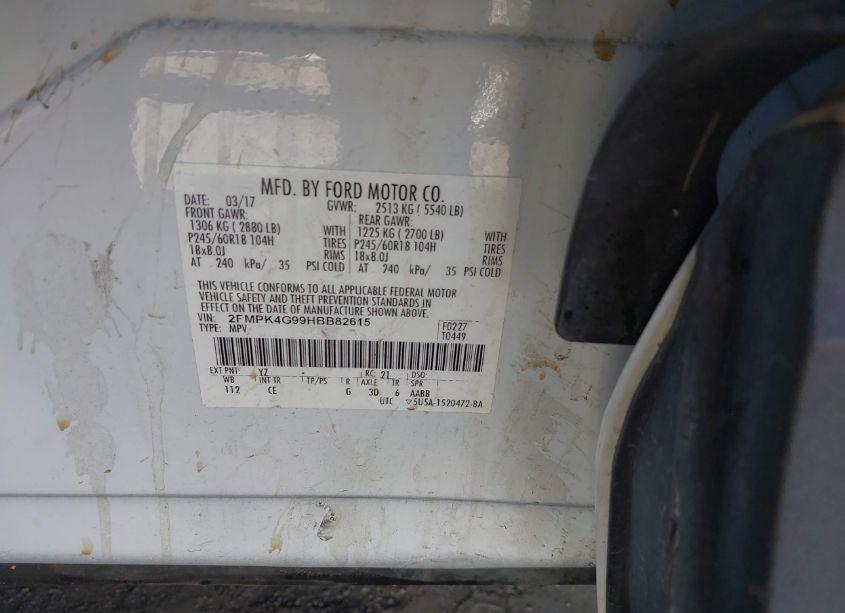 MFD. BY FORD MOTOR CO.
DATE: 03/17 GVWR: 2513 KG ( 5540 LB)
FRONT GAWR: REAR GAWR:
1306 KG ( 2880 LB) WITH 1225 KG ( 2700 LB) WITH
P245/60R18 104H TIRES P245/60R18 104H TIRES
18x8.0J RIMS 18x8.0J RIMS
AT 240 kPa/ 35 PSI COLD AT 240 kPa/ 35 PSI COLD
THIS VEHICLE CONFORMS TO ALL APPLICABLE FEDERAL MOTOR
VEHICLE SAFETY AND THEFT PREVENTION STANDARDS IN
EFFECT ON THE DATE OF MANUFACTURE SHOWN ABOVE.
VIN: 2FMPK4G99HBB82615 F0227
TYPE: MPV T0449
EXT PNT: YZ RC: 21 DSO:
WB INT TR TP/PS R AXLE TR SPR
112 CE G 3D 6 AABB
UTC ▽5U5A-1520472-BA